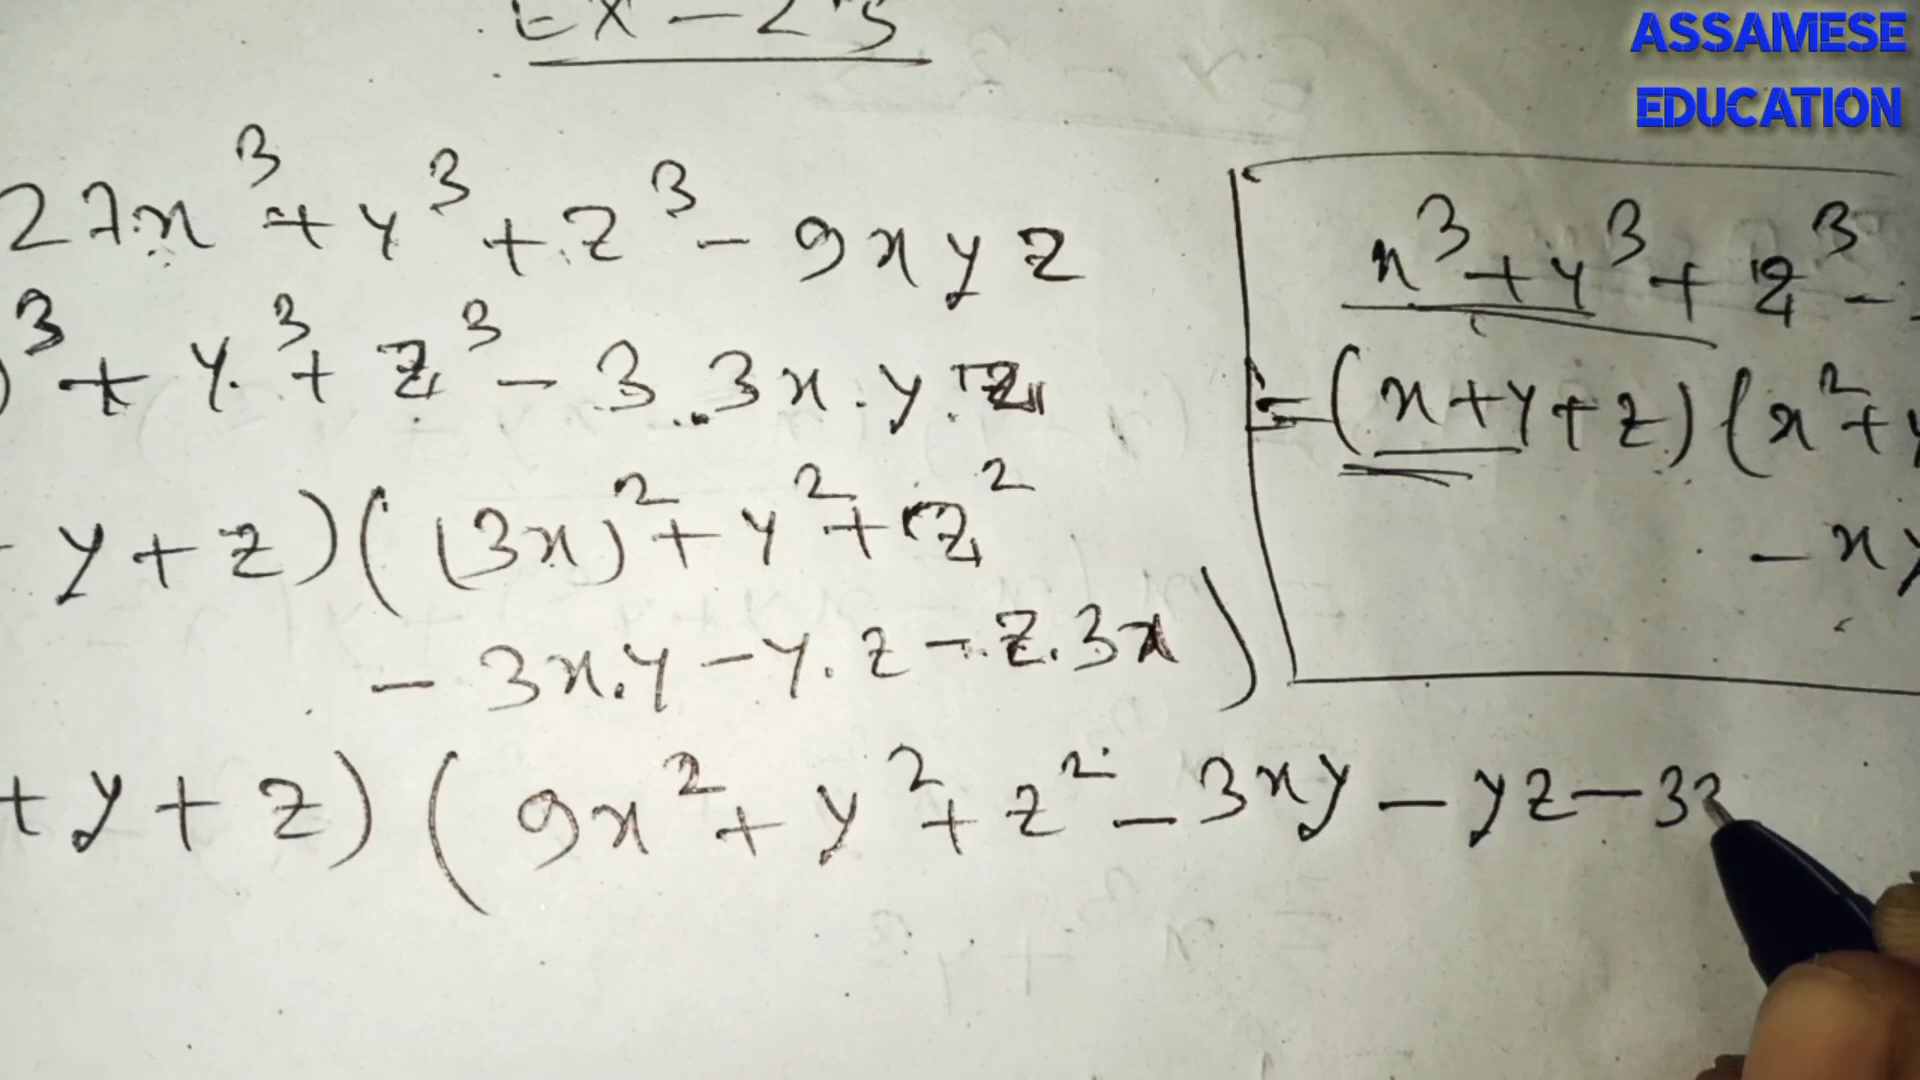 EX - 2.5
27x³ + y³ + z³ - 9xyz
)³ + y³ + z³ - 3.3x.y.z
y + z)((3x)² + y² + z²
- 3x.y - y.z - z.3x)
+ y + z)(9x² + y² + z² - 3xy - yz - 3
x³ + y³ + z³ -
= (x + y + z)(x² + y
- xy
ASSAMESE
EDUCATION